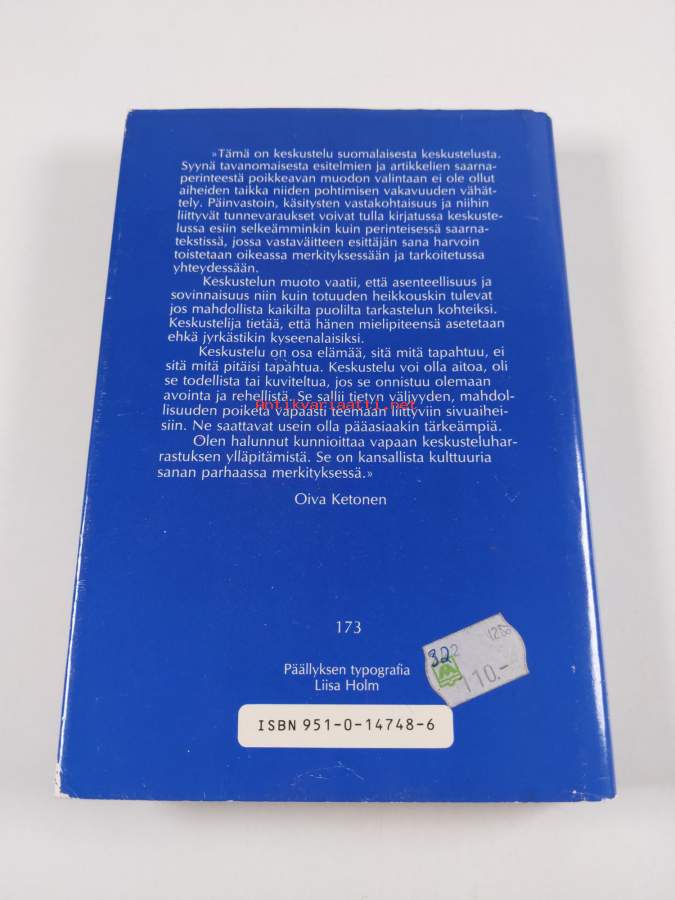 »Tämä on keskustelu suomalaisesta keskustelusta.
Syynä tavanomaisesta esitelmien ja artikkelien saarna-
perinteestä poikkeavan muodon valintaan ei ole ollut
aiheiden taikka niiden pohtimisen vakavuuden vähät-
tely. Päinvastoin, käsitysten vastakohtaisuus ja niihin
liittyvät tunnevaraukset voivat tulla kirjatussa keskuste-
lussa esiin selkeämminkin kuin perinteisessä saarna-
tekstissä, jossa vastaväitteen esittäjän sana harvoin
toistetaan oikeassa merkityksessään ja tarkoitetussa
yhteydessään.
Keskustelun muoto vaatii, että asenteellisuus ja
sovinnaisuus niin kuin totuuden heikkouskin tulevat
jos mahdollista kaikilta puolilta tarkastelun kohteiksi.
Keskustelija tietää, että hänen mielipiteensä asetetaan
ehkä jyrkästikin kyseenalaisiksi.
Keskustelu on osa elämää, sitä mitä tapahtuu, ei
sitä mitä pitäisi tapahtua. Keskustelu voi olla aitoa, oli
se todellista tai kuviteltua, jos se onnistuu olemaan
avointa ja rehellistä. Se sallii tietyn väljyyden, mahdol-
lisuuden poiketa vapaasti teemaan liittyviin sivuaihei-
siin. Ne saattavat usein olla pääasiaakin tärkeämpiä.
Olen halunnut kunnioittaa vapaan keskusteluhar-
rastuksen ylläpitämistä. Se on kansallista kulttuuria
sanan parhaassa merkityksessä.»
Oiva Ketonen
Antikvariaatti.net
173
322
110.-
Päällyksen typografia
Liisa Holm
ISBN 951-0-14748-6